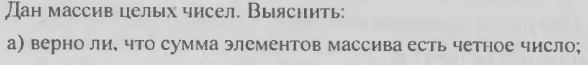 Дан массив целых чисел. Выяснить:
а) верно ли, что сумма элементов массива есть четное число;